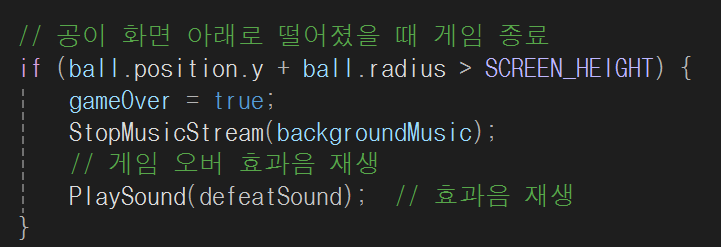 // 공이 화면 아래로 떨어졌을 때 게임 종료
if (ball.position.y + ball.radius > SCREEN_HEIGHT) {
    gameOver = true;
    StopMusicStream(backgroundMusic);
    // 게임 오버 효과음 재생
    PlaySound(defeatSound);  // 효과음 재생
}